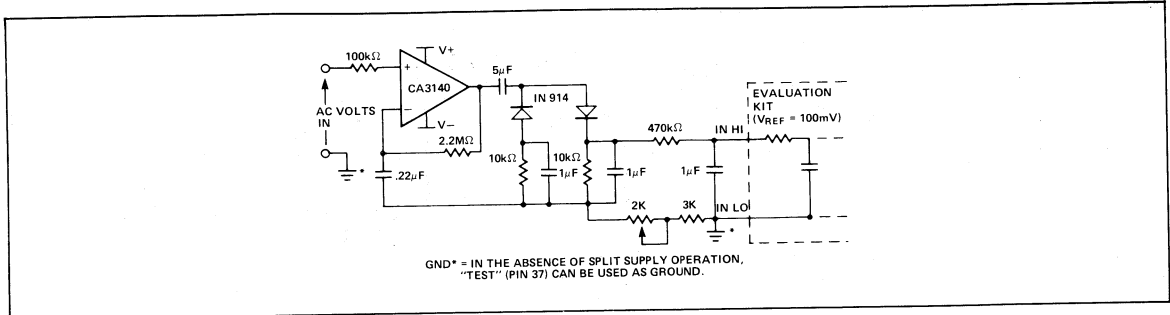 100kΩ
V+
+
CA3140
−
V−
AC VOLTS
IN
*
2.2MΩ
.22μF
5μF
IN 914
10kΩ
1μF
10kΩ
1μF
470kΩ
1μF
IN HI
IN LO
2K
3K
*
EVALUATION
KIT
(VREF = 100mV)
GND* = IN THE ABSENCE OF SPLIT SUPPLY OPERATION,
"TEST" (PIN 37) CAN BE USED AS GROUND.